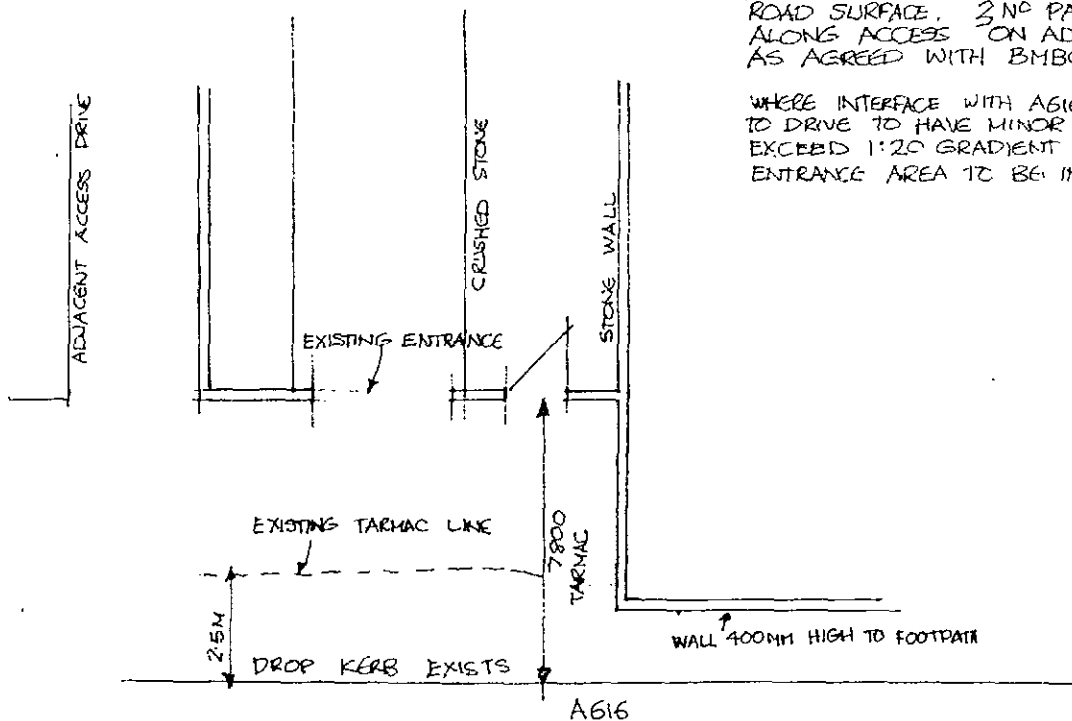 ROAD SURFACE. 3 NO PA
ALONG ACCESS ON AD
AS AGREED WITH BMBC
WHERE INTERFACE WITH A616
TO DRIVE TO HAVE MINOR
EXCEED 1:20 GRADIENT
ENTRANCE AREA TO BE IN
ADJACENT ACCESS DRIVE
CRUSHED STONE
STONE WALL
EXISTING ENTRANCE
EXISTING TARMAC LINE
7800
TARMAC
2.5M
WALL 400MM HIGH TO FOOTPATH
DROP KERB EXISTS
A616